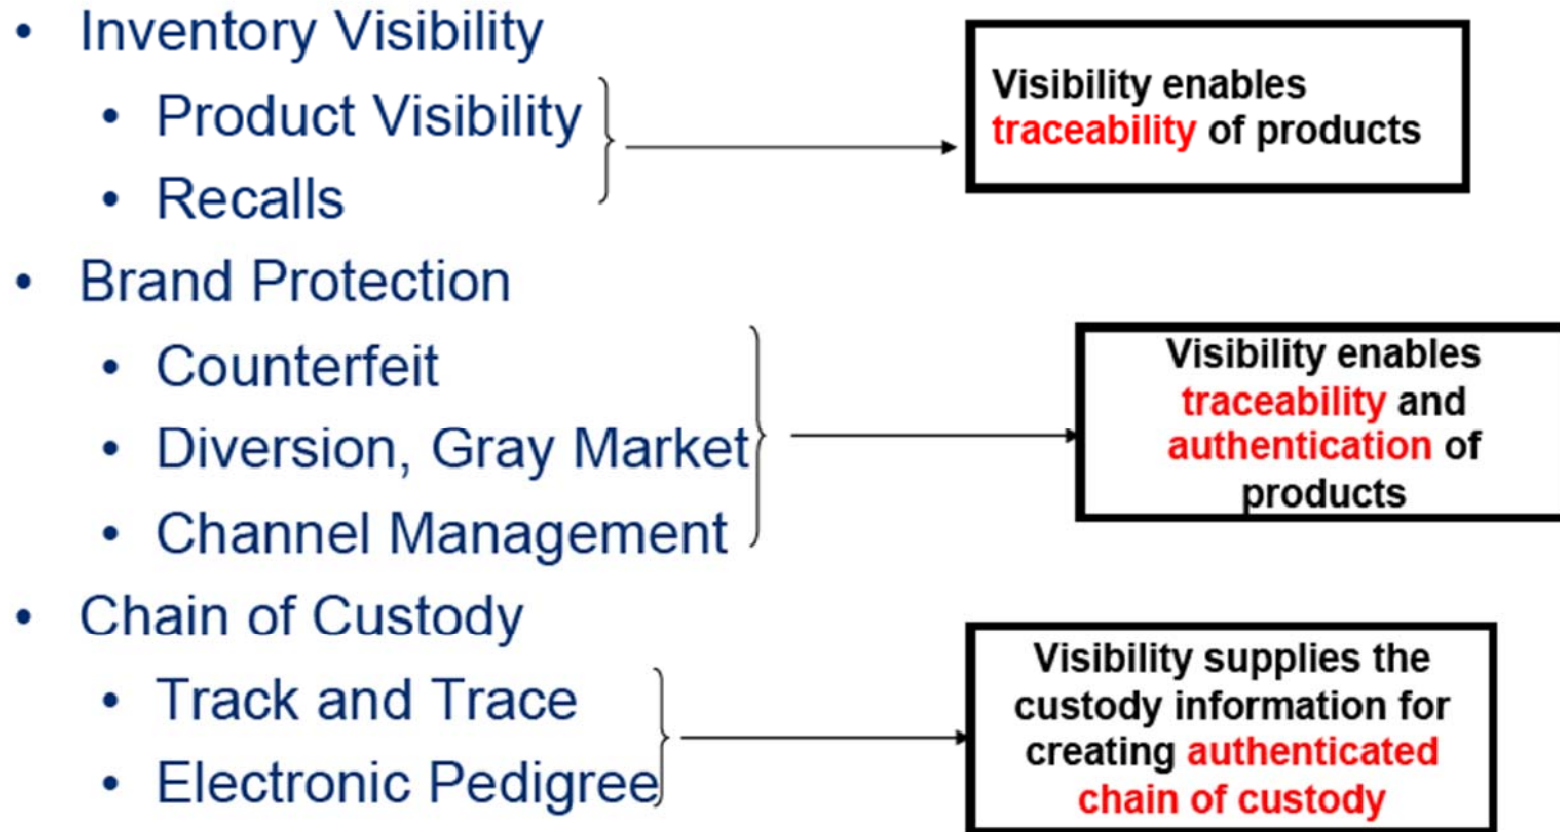 • Inventory Visibility
• Product Visibility
• Recalls
Visibility enables
traceability of products
• Brand Protection
• Counterfeit
• Diversion, Gray Market
• Channel Management
Visibility enables
traceability and
authentication of
products
• Chain of Custody
• Track and Trace
• Electronic Pedigree
Visibility supplies the
custody information for
creating authenticated
chain of custody